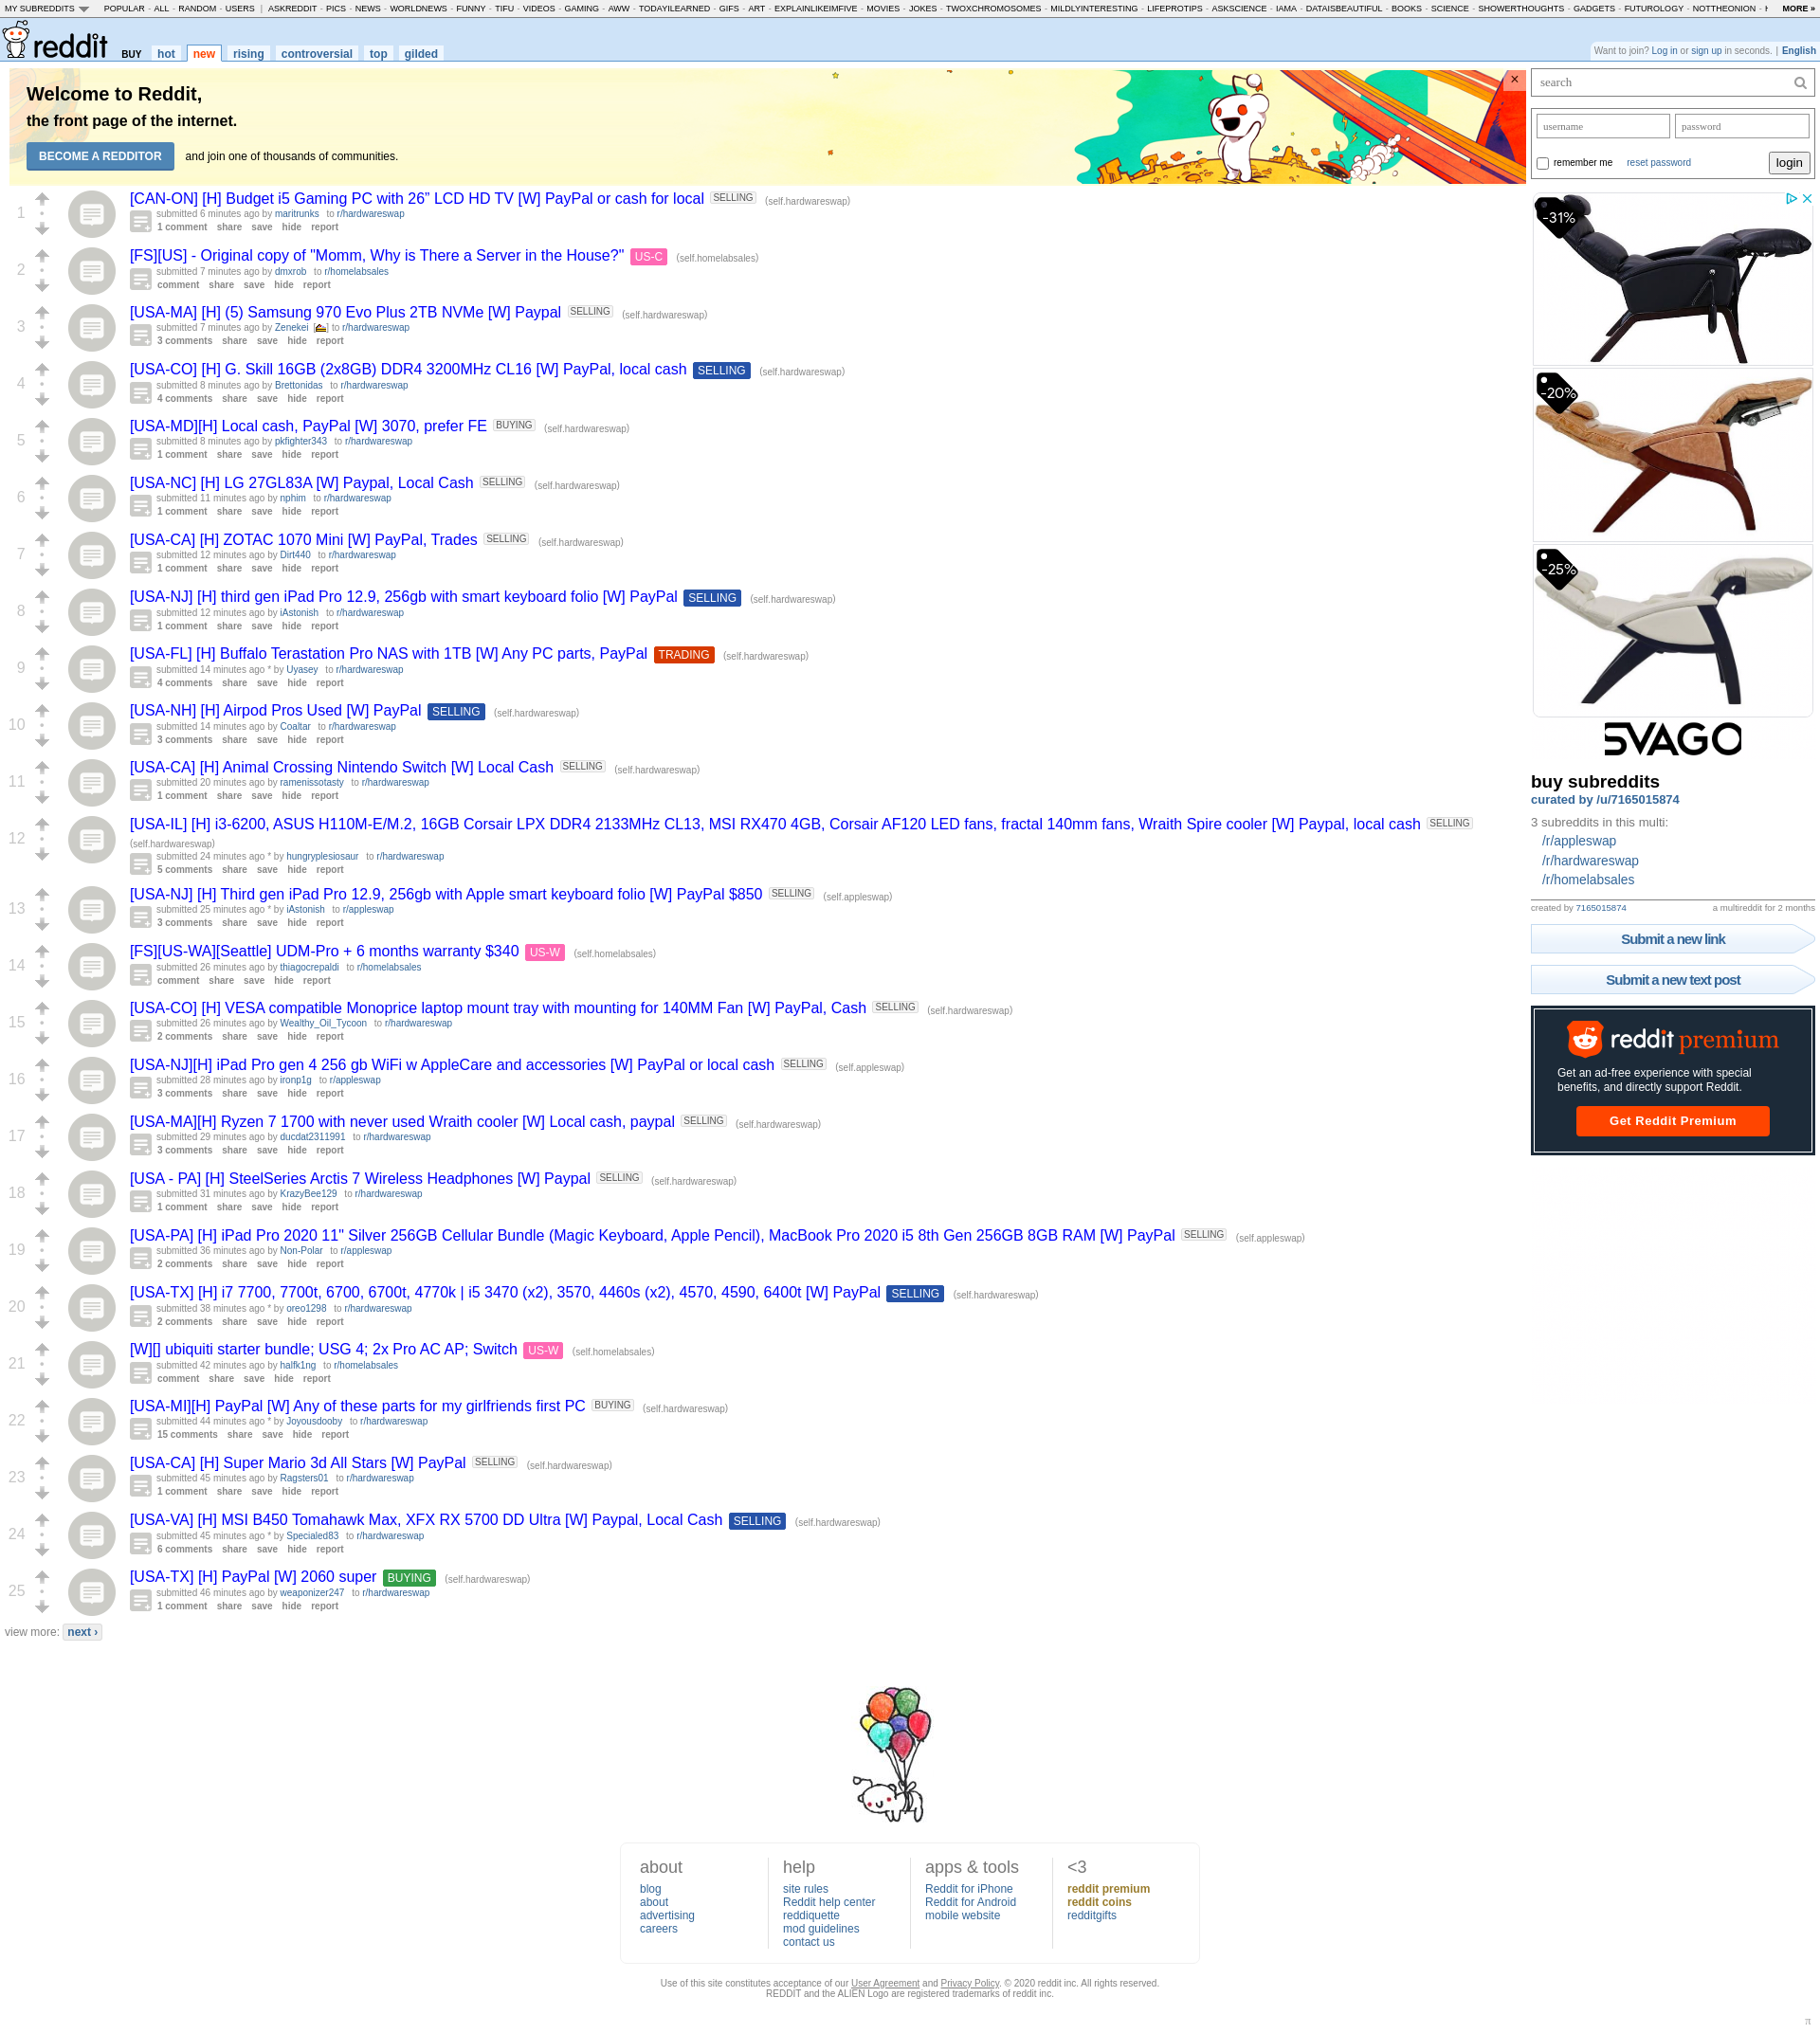 MY SUBREDDITS POPULAR - ALL - RANDOM - USERS | ASKREDDIT - PICS - NEWS - WORLDNEWS - FUNNY - TIFU - VIDEOS - GAMING - AWW - TODAYILEARNED - GIFS - ART - EXPLAINLIKEIMFIVE - MOVIES - JOKES - TWOXCHROMOSOMES - MILDLYINTERESTING - LIFEPROTIPS - ASKSCIENCE - IAMA - DATAISBEAUTIFUL - BOOKS - SCIENCE - SHOWERTHOUGHTS - GADGETS - FUTUROLOGY - NOTTHEONION - MORE »
reddit BUY hot new rising controversial top gilded
Want to join? Log in or sign up in seconds. | English
Welcome to Reddit,
the front page of the internet.
BECOME A REDDITOR and join one of thousands of communities.
×
1
[CAN-ON] [H] Budget i5 Gaming PC with 26” LCD HD TV [W] PayPal or cash for local SELLING (self.hardwareswap)
submitted 6 minutes ago by maritrunks to r/hardwareswap
1 comment share save hide report
2
[FS][US] - Original copy of "Momm, Why is There a Server in the House?" US-C (self.homelabsales)
submitted 7 minutes ago by dmxrob to r/homelabsales
comment share save hide report
3
[USA-MA] [H] (5) Samsung 970 Evo Plus 2TB NVMe [W] Paypal SELLING (self.hardwareswap)
submitted 7 minutes ago by Zenekei [] to r/hardwareswap
3 comments share save hide report
4
[USA-CO] [H] G. Skill 16GB (2x8GB) DDR4 3200MHz CL16 [W] PayPal, local cash SELLING (self.hardwareswap)
submitted 8 minutes ago by Brettonidas to r/hardwareswap
4 comments share save hide report
5
[USA-MD][H] Local cash, PayPal [W] 3070, prefer FE BUYING (self.hardwareswap)
submitted 8 minutes ago by pkfighter343 to r/hardwareswap
1 comment share save hide report
6
[USA-NC] [H] LG 27GL83A [W] Paypal, Local Cash SELLING (self.hardwareswap)
submitted 11 minutes ago by nphim to r/hardwareswap
1 comment share save hide report
7
[USA-CA] [H] ZOTAC 1070 Mini [W] PayPal, Trades SELLING (self.hardwareswap)
submitted 12 minutes ago by Dirt440 to r/hardwareswap
1 comment share save hide report
8
[USA-NJ] [H] third gen iPad Pro 12.9, 256gb with smart keyboard folio [W] PayPal SELLING (self.hardwareswap)
submitted 12 minutes ago by iAstonish to r/hardwareswap
1 comment share save hide report
9
[USA-FL] [H] Buffalo Terastation Pro NAS with 1TB [W] Any PC parts, PayPal TRADING (self.hardwareswap)
submitted 14 minutes ago * by Uyasey to r/hardwareswap
4 comments share save hide report
10
[USA-NH] [H] Airpod Pros Used [W] PayPal SELLING (self.hardwareswap)
submitted 14 minutes ago by Coaltar to r/hardwareswap
3 comments share save hide report
11
[USA-CA] [H] Animal Crossing Nintendo Switch [W] Local Cash SELLING (self.hardwareswap)
submitted 20 minutes ago by ramenissotasty to r/hardwareswap
1 comment share save hide report
12
[USA-IL] [H] i3-6200, ASUS H110M-E/M.2, 16GB Corsair LPX DDR4 2133MHz CL13, MSI RX470 4GB, Corsair AF120 LED fans, fractal 140mm fans, Wraith Spire cooler [W] Paypal, local cash SELLING
(self.hardwareswap)
submitted 24 minutes ago * by hungryplesiosaur to r/hardwareswap
5 comments share save hide report
13
[USA-NJ] [H] Third gen iPad Pro 12.9, 256gb with Apple smart keyboard folio [W] PayPal $850 SELLING (self.appleswap)
submitted 25 minutes ago * by iAstonish to r/appleswap
3 comments share save hide report
14
[FS][US-WA][Seattle] UDM-Pro + 6 months warranty $340 US-W (self.homelabsales)
submitted 26 minutes ago by thiagocrepaldi to r/homelabsales
comment share save hide report
15
[USA-CO] [H] VESA compatible Monoprice laptop mount tray with mounting for 140MM Fan [W] PayPal, Cash SELLING (self.hardwareswap)
submitted 26 minutes ago by Wealthy_Oil_Tycoon to r/hardwareswap
2 comments share save hide report
16
[USA-NJ][H] iPad Pro gen 4 256 gb WiFi w AppleCare and accessories [W] PayPal or local cash SELLING (self.appleswap)
submitted 28 minutes ago by ironp1g to r/appleswap
3 comments share save hide report
17
[USA-MA][H] Ryzen 7 1700 with never used Wraith cooler [W] Local cash, paypal SELLING (self.hardwareswap)
submitted 29 minutes ago by ducdat2311991 to r/hardwareswap
3 comments share save hide report
18
[USA - PA] [H] SteelSeries Arctis 7 Wireless Headphones [W] Paypal SELLING (self.hardwareswap)
submitted 31 minutes ago by KrazyBee129 to r/hardwareswap
1 comment share save hide report
19
[USA-PA] [H] iPad Pro 2020 11" Silver 256GB Cellular Bundle (Magic Keyboard, Apple Pencil), MacBook Pro 2020 i5 8th Gen 256GB 8GB RAM [W] PayPal SELLING (self.appleswap)
submitted 36 minutes ago by Non-Polar to r/appleswap
2 comments share save hide report
20
[USA-TX] [H] i7 7700, 7700t, 6700, 6700t, 4770k | i5 3470 (x2), 3570, 4460s (x2), 4570, 4590, 6400t [W] PayPal SELLING (self.hardwareswap)
submitted 38 minutes ago * by oreo1298 to r/hardwareswap
2 comments share save hide report
21
[W][] ubiquiti starter bundle; USG 4; 2x Pro AC AP; Switch US-W (self.homelabsales)
submitted 42 minutes ago by halfk1ng to r/homelabsales
comment share save hide report
22
[USA-MI][H] PayPal [W] Any of these parts for my girlfriends first PC BUYING (self.hardwareswap)
submitted 44 minutes ago * by Joyousdooby to r/hardwareswap
15 comments share save hide report
23
[USA-CA] [H] Super Mario 3d All Stars [W] PayPal SELLING (self.hardwareswap)
submitted 45 minutes ago by Ragsters01 to r/hardwareswap
1 comment share save hide report
24
[USA-VA] [H] MSI B450 Tomahawk Max, XFX RX 5700 DD Ultra [W] Paypal, Local Cash SELLING (self.hardwareswap)
submitted 45 minutes ago * by Specialed83 to r/hardwareswap
6 comments share save hide report
25
[USA-TX] [H] PayPal [W] 2060 super BUYING (self.hardwareswap)
submitted 46 minutes ago by weaponizer247 to r/hardwareswap
1 comment share save hide report
view more: next ›
search
username password
remember me reset password login
-31%
-20%
-25%
SVAGO
buy subreddits
curated by /u/7165015874
3 subreddits in this multi:
/r/appleswap
/r/hardwareswap
/r/homelabsales
created by 7165015874 a multireddit for 2 months
Submit a new link
Submit a new text post
reddit premium
Get an ad-free experience with special
benefits, and directly support Reddit.
Get Reddit Premium
about
blog
about
advertising
careers
help
site rules
Reddit help center
reddiquette
mod guidelines
contact us
apps & tools
Reddit for iPhone
Reddit for Android
mobile website
<3
reddit premium
reddit coins
redditgifts
Use of this site constitutes acceptance of our User Agreement and Privacy Policy. © 2020 reddit inc. All rights reserved.
REDDIT and the ALIEN Logo are registered trademarks of reddit inc.
π